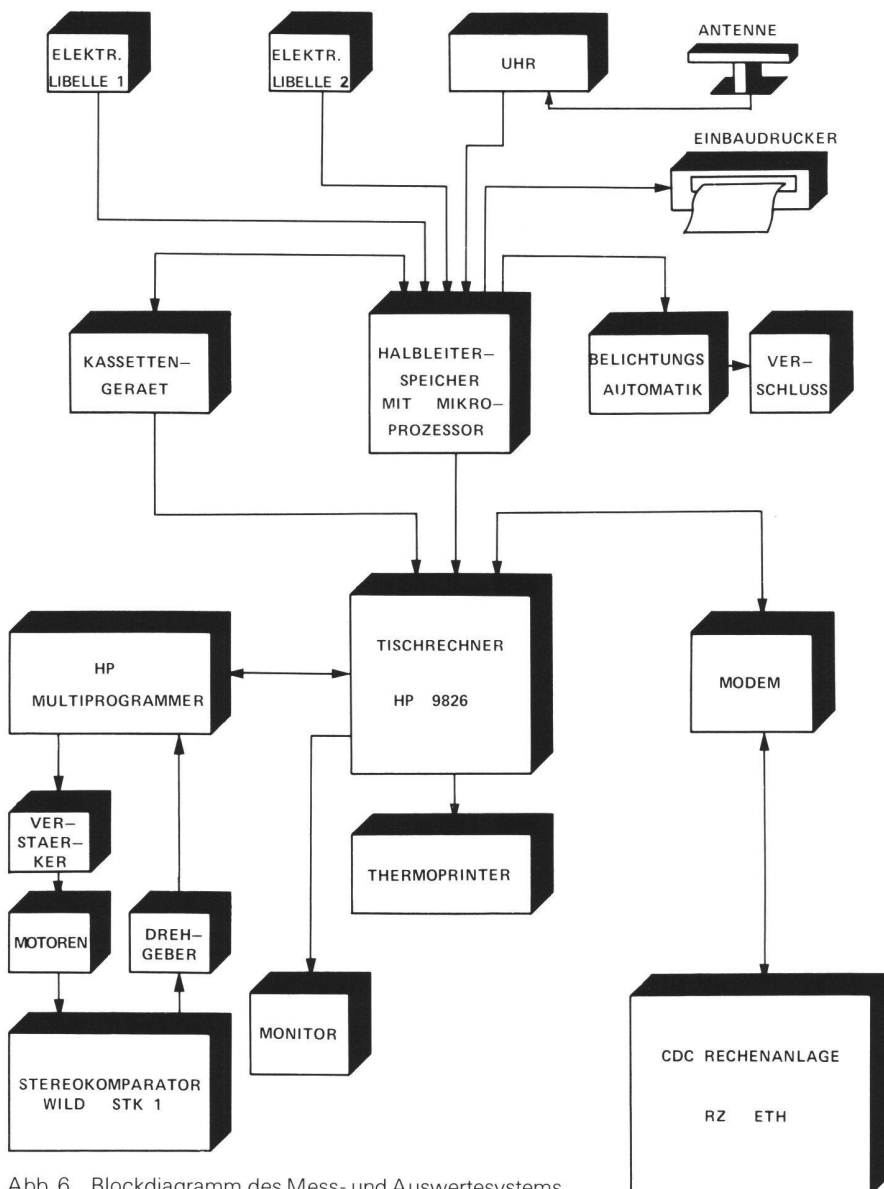 ELEKTR.
LIBELLE 1
ELEKTR.
LIBELLE 2
UHR
ANTENNE
EINBAUDRUCKER
KASSETTEN–
GERAET
HALBLEITER–
SPEICHER
MIT MIKRO–
PROZESSOR
BELICHTUNGS
AUTOMATIK
VER–
SCHLUSS
HP
MULTIPROGRAMMER
TISCHRECHNER
HP 9826
MODEM
VER–
STAER–
KER
THERMOPRINTER
MOTOREN
DREH–
GEBER
MONITOR
STEREOKOMPARATOR
WILD STK 1
CDC RECHENANLAGE
RZ ETH
Abb. 6 Blockdiagramm des Mess- und Auswertesystems